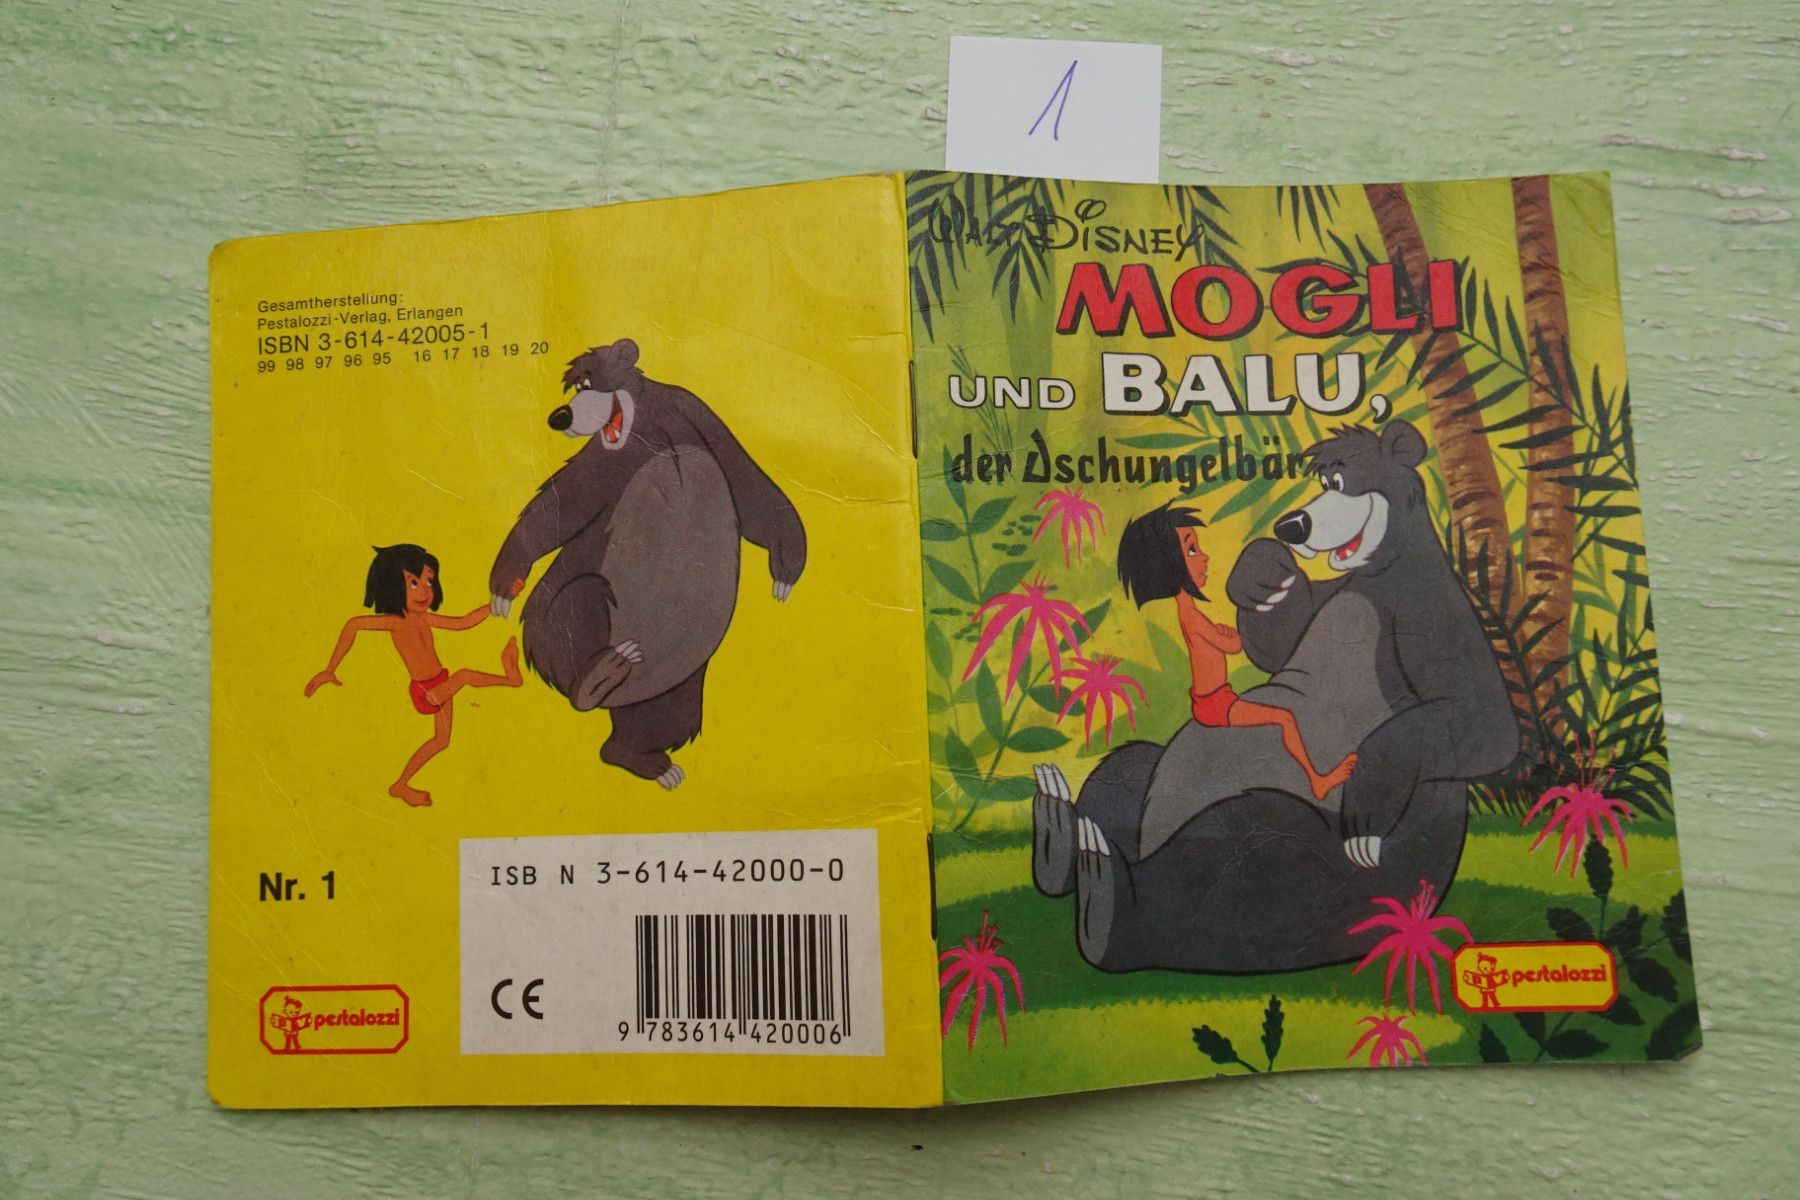 1
Gesamtherstellung:
Pestalozzi-Verlag, Erlangen
ISBN 3-614-42005-1
99 98 97 96 95 16 17 18 19 20
Nr. 1
pestalozzi
ISB N 3-614-42000-0
CE
9 783614 420006
WALT DISNEY
MOGLI
UND BALU,
der Dschungelbär
pestalozzi